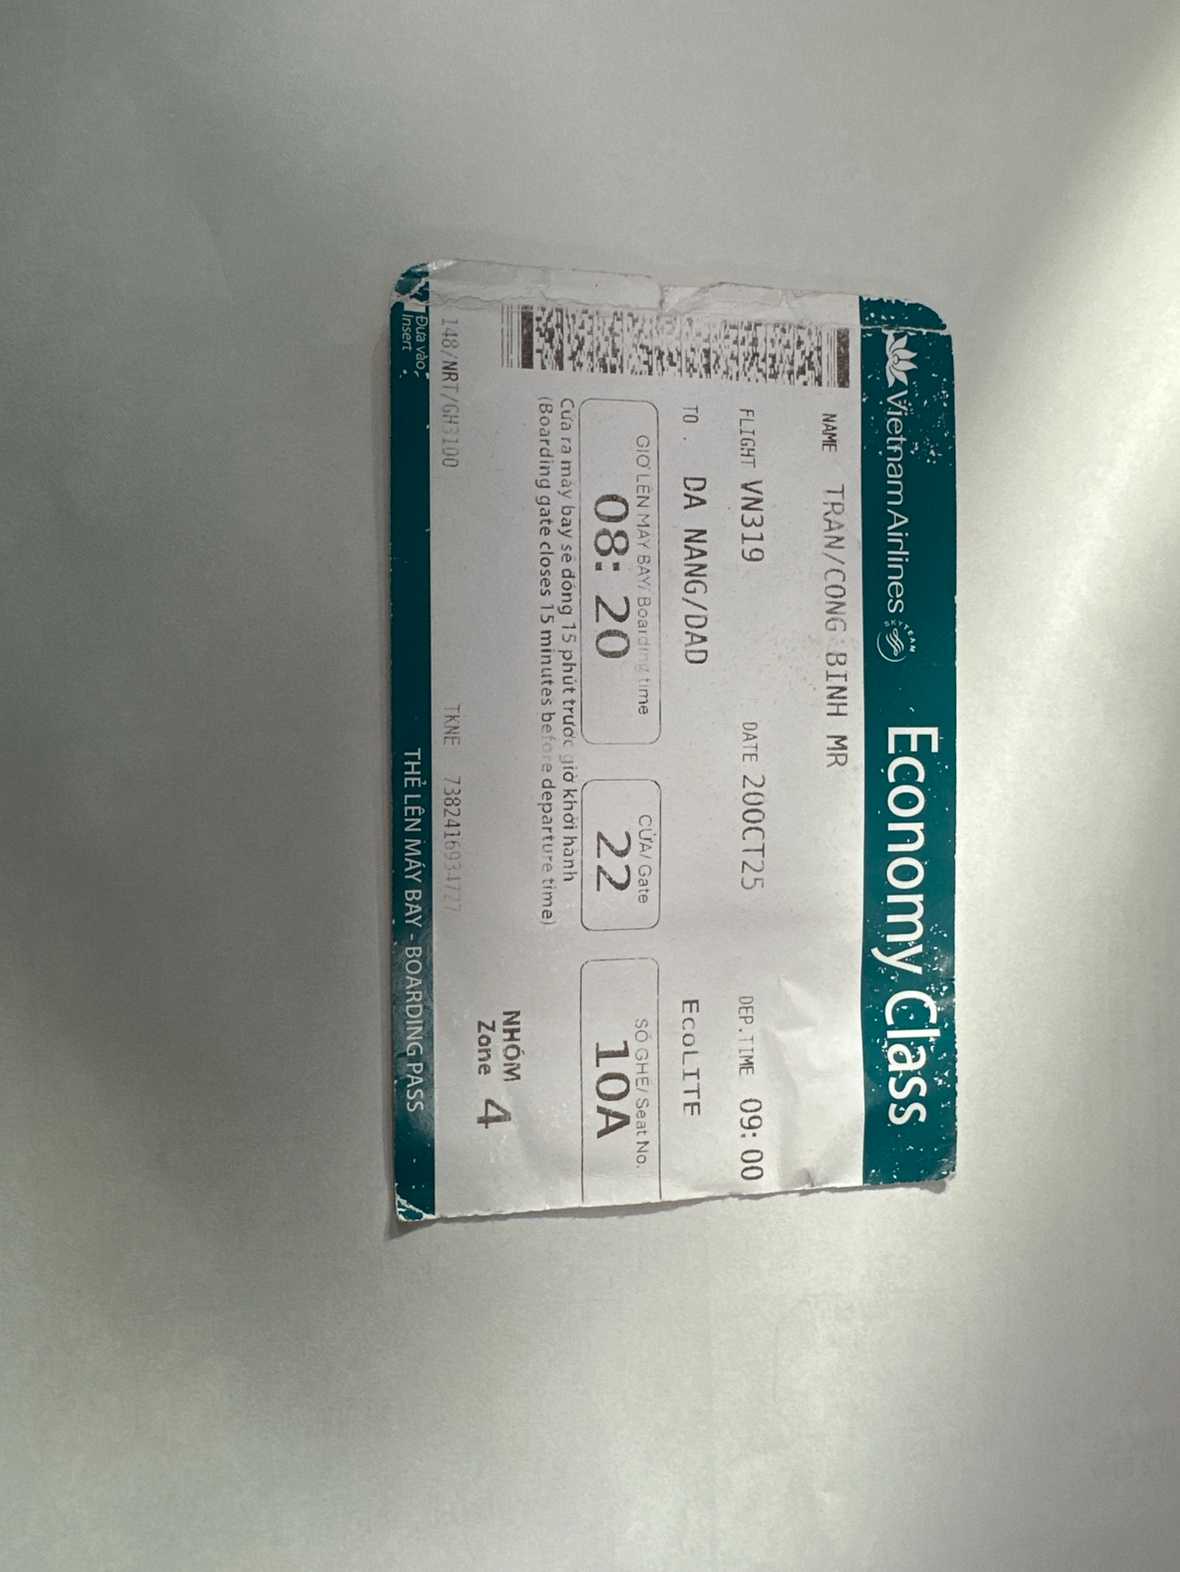 Vietnam Airlines SKYTEAM Economy Class
NAME TRAN/CONG BINH MR
FLIGHT VN319 DATE 20OCT25 DEP.TIME 09:00
TO . DA NANG/DAD EcoLITE
GIỜ LÊN MÁY BAY/ Boarding time CỬA/ Gate SỐ GHẾ/ Seat No.
08:20 22 10A
Cửa ra máy bay sẽ đóng 15 phút trước giờ khởi hành
(Boarding gate closes 15 minutes before departure time)
NHÓM
Zone 4
148/NRT/GH3100 TKNE 7382416934727
Đưa vào
Insert
THẺ LÊN MÁY BAY - BOARDING PASS